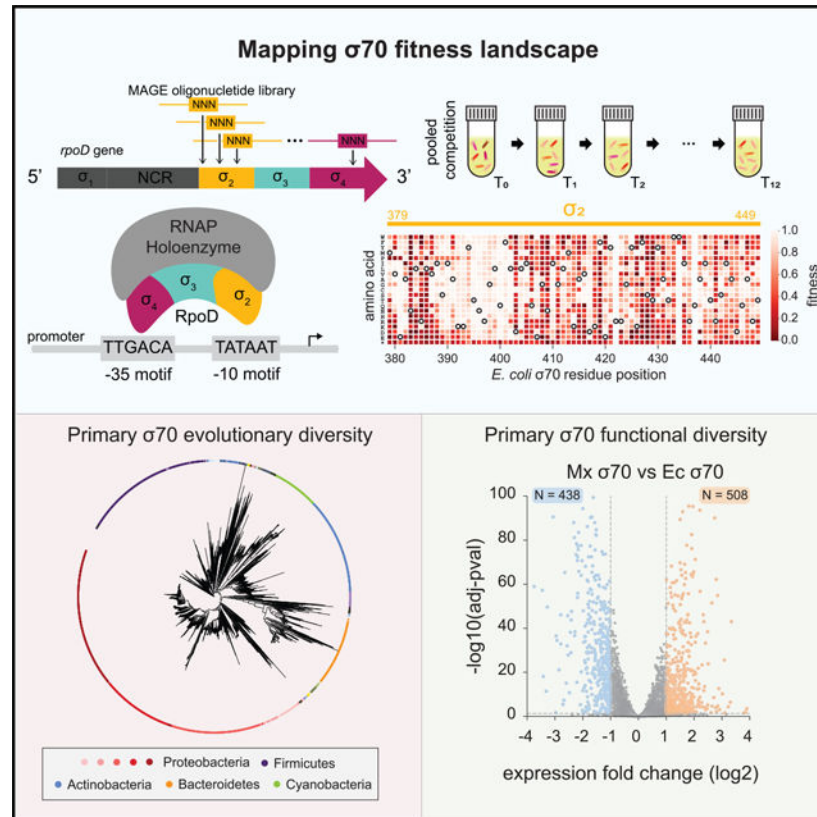 Mapping σ70 fitness landscape
MAGE oligonucletide library
NNN
NNN
NNN
...
NNN
rpoD gene
5'
σ1
NCR
σ2
σ3
σ4
3'
pooled
competition
T0
T1
T2
...
T12
RNAP
Holoenzyme
σ4
σ3
σ2
RpoD
promoter
TTGACA
TATAAT
-35 motif
-10 motif
379
σ2
449
amino acid
380
390
400
410
420
430
440
E. coli σ70 residue position
1.0
0.8
0.6
0.4
0.2
0.0
fitness
Primary σ70 evolutionary diversity
Proteobacteria
Firmicutes
Actinobacteria
Bacteroidetes
Cyanobacteria
Primary σ70 functional diversity
Mx σ70 vs Ec σ70
N = 438
N = 508
100
80
60
40
20
0
-log10(adj-pval)
-4 -3 -2 -1 0 1 2 3 4
expression fold change (log2)